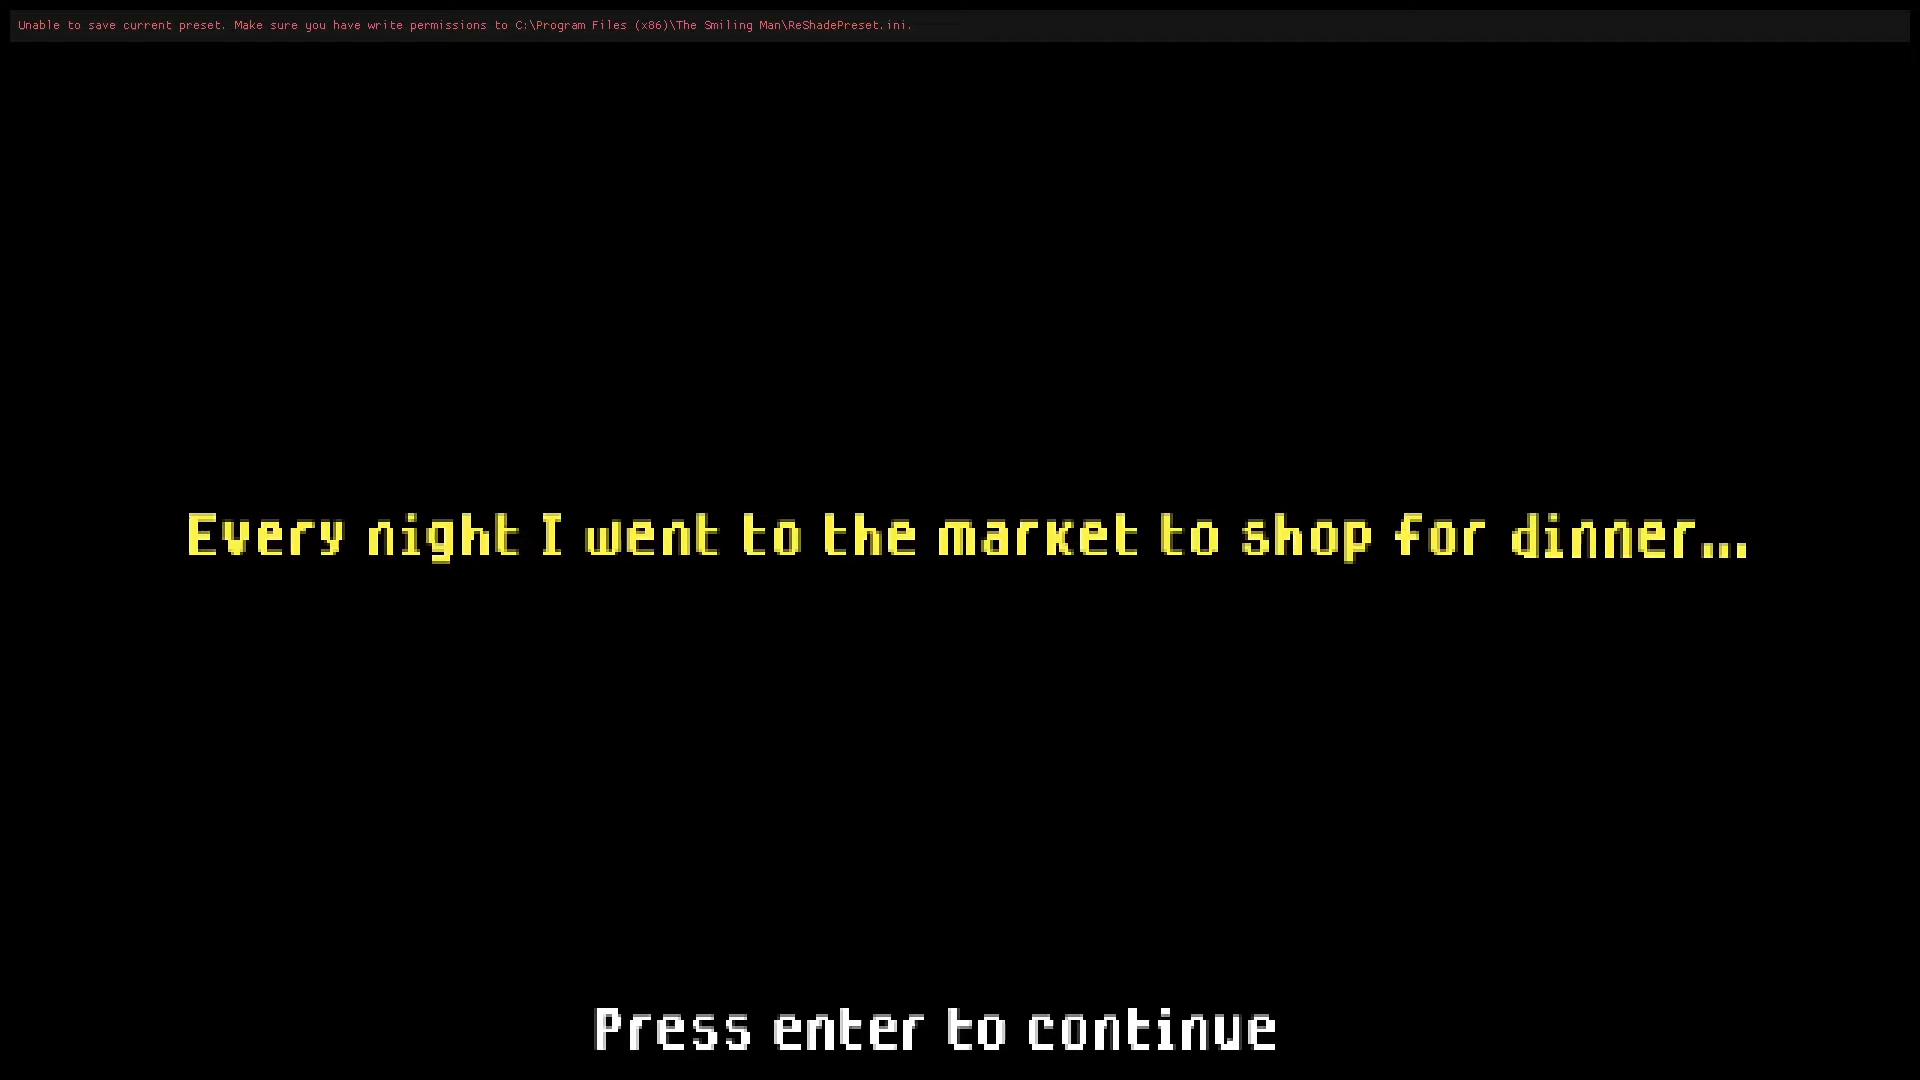 Unable to save current preset. Make sure you have write permissions to C:\Program Files (x86)\The Smiling Man\ReShadePreset.ini.
Every night I went to the market to shop for dinner...
Press enter to continue